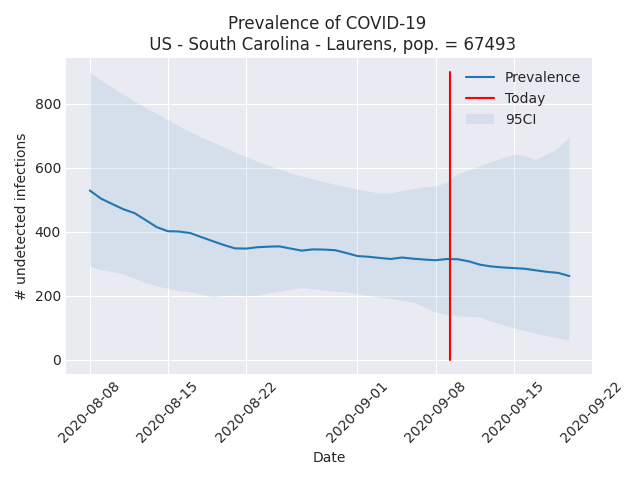 Prevalence of COVID-19
US - South Carolina - Laurens, pop. = 67493
Prevalence
Today
95CI
800
600
400
200
0
# undetected infections
2020-08-08
2020-08-15
2020-08-22
2020-09-01
2020-09-08
2020-09-15
2020-09-22
Date